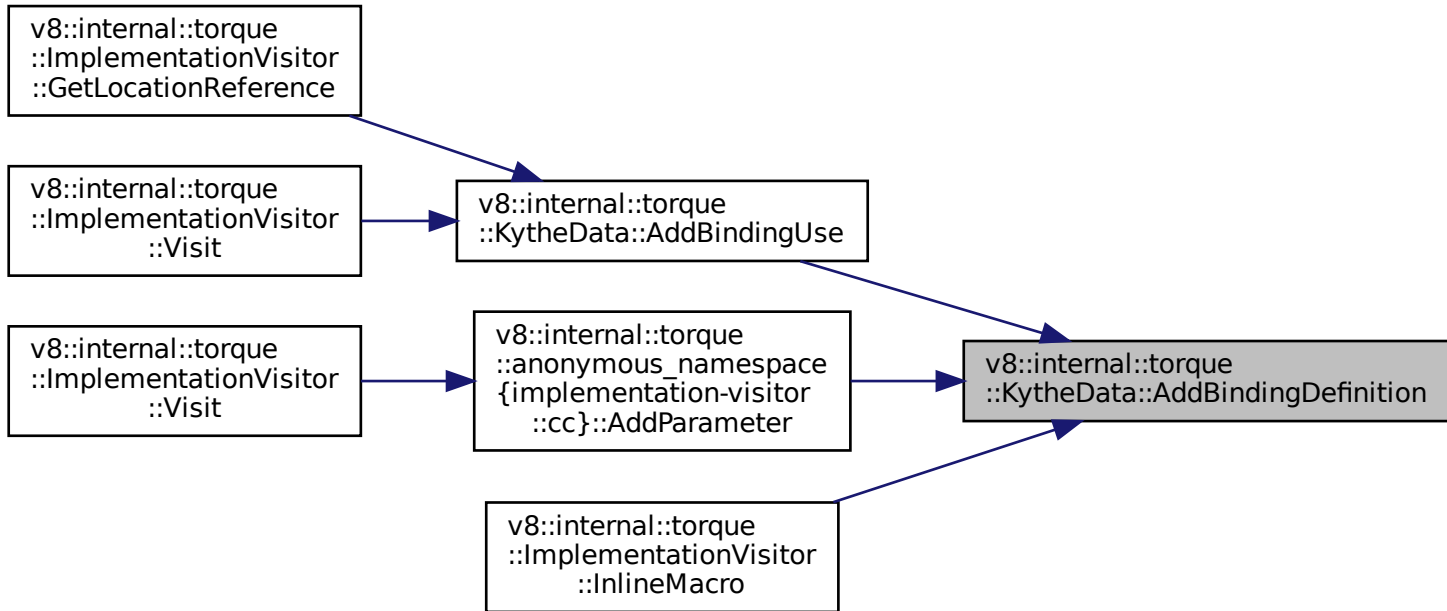 v8::internal::torque
::ImplementationVisitor
::GetLocationReference
v8::internal::torque
::ImplementationVisitor
::Visit
v8::internal::torque
::KytheData::AddBindingUse
v8::internal::torque
::ImplementationVisitor
::Visit
v8::internal::torque
::anonymous_namespace
{implementation-visitor
::cc}::AddParameter
v8::internal::torque
::KytheData::AddBindingDefinition
v8::internal::torque
::ImplementationVisitor
::InlineMacro